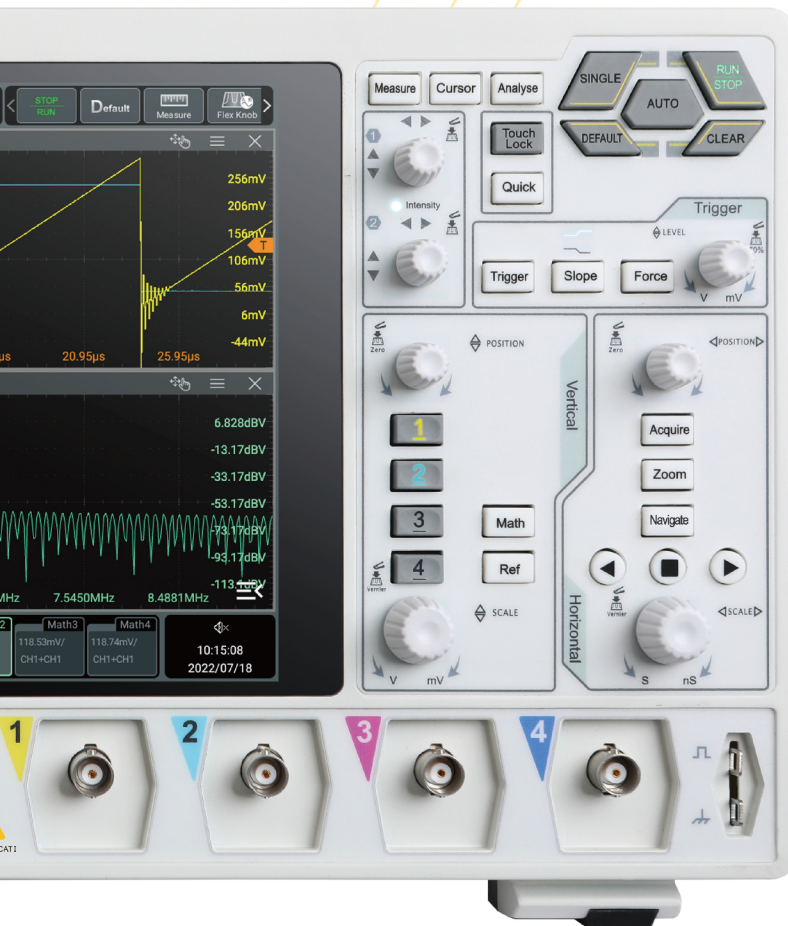 STOP
RUN
Default
Measure
Flex Knob
256mV
206mV
156mV
106mV
56mV
6mV
-44mV
T
µs
20.95µs
25.95µs
6.828dBV
-13.17dBV
-33.17dBV
-53.17dBV
-73.17dBV
-93.17dBV
-113.1dBV
MHz
7.5450MHz
8.4881MHz
2
Math3
118.53mV/
CH1+CH1
Math4
118.74mV/
CH1+CH1
10:15:08
2022/07/18
Measure
Cursor
Analyse
SINGLE
RUN
STOP
AUTO
DEFAULT
CLEAR
1
Intensity
2
Touch
Lock
Quick
Trigger
LEVEL
50%
Trigger
Slope
Force
V
mV
Zero
POSITION
Vertical
1
2
3
4
Math
Ref
Vernier
SCALE
V
mV
Zero
POSITION
Acquire
Zoom
Navigate
Horizontal
Vernier
SCALE
S
nS
1
2
3
4
CATI